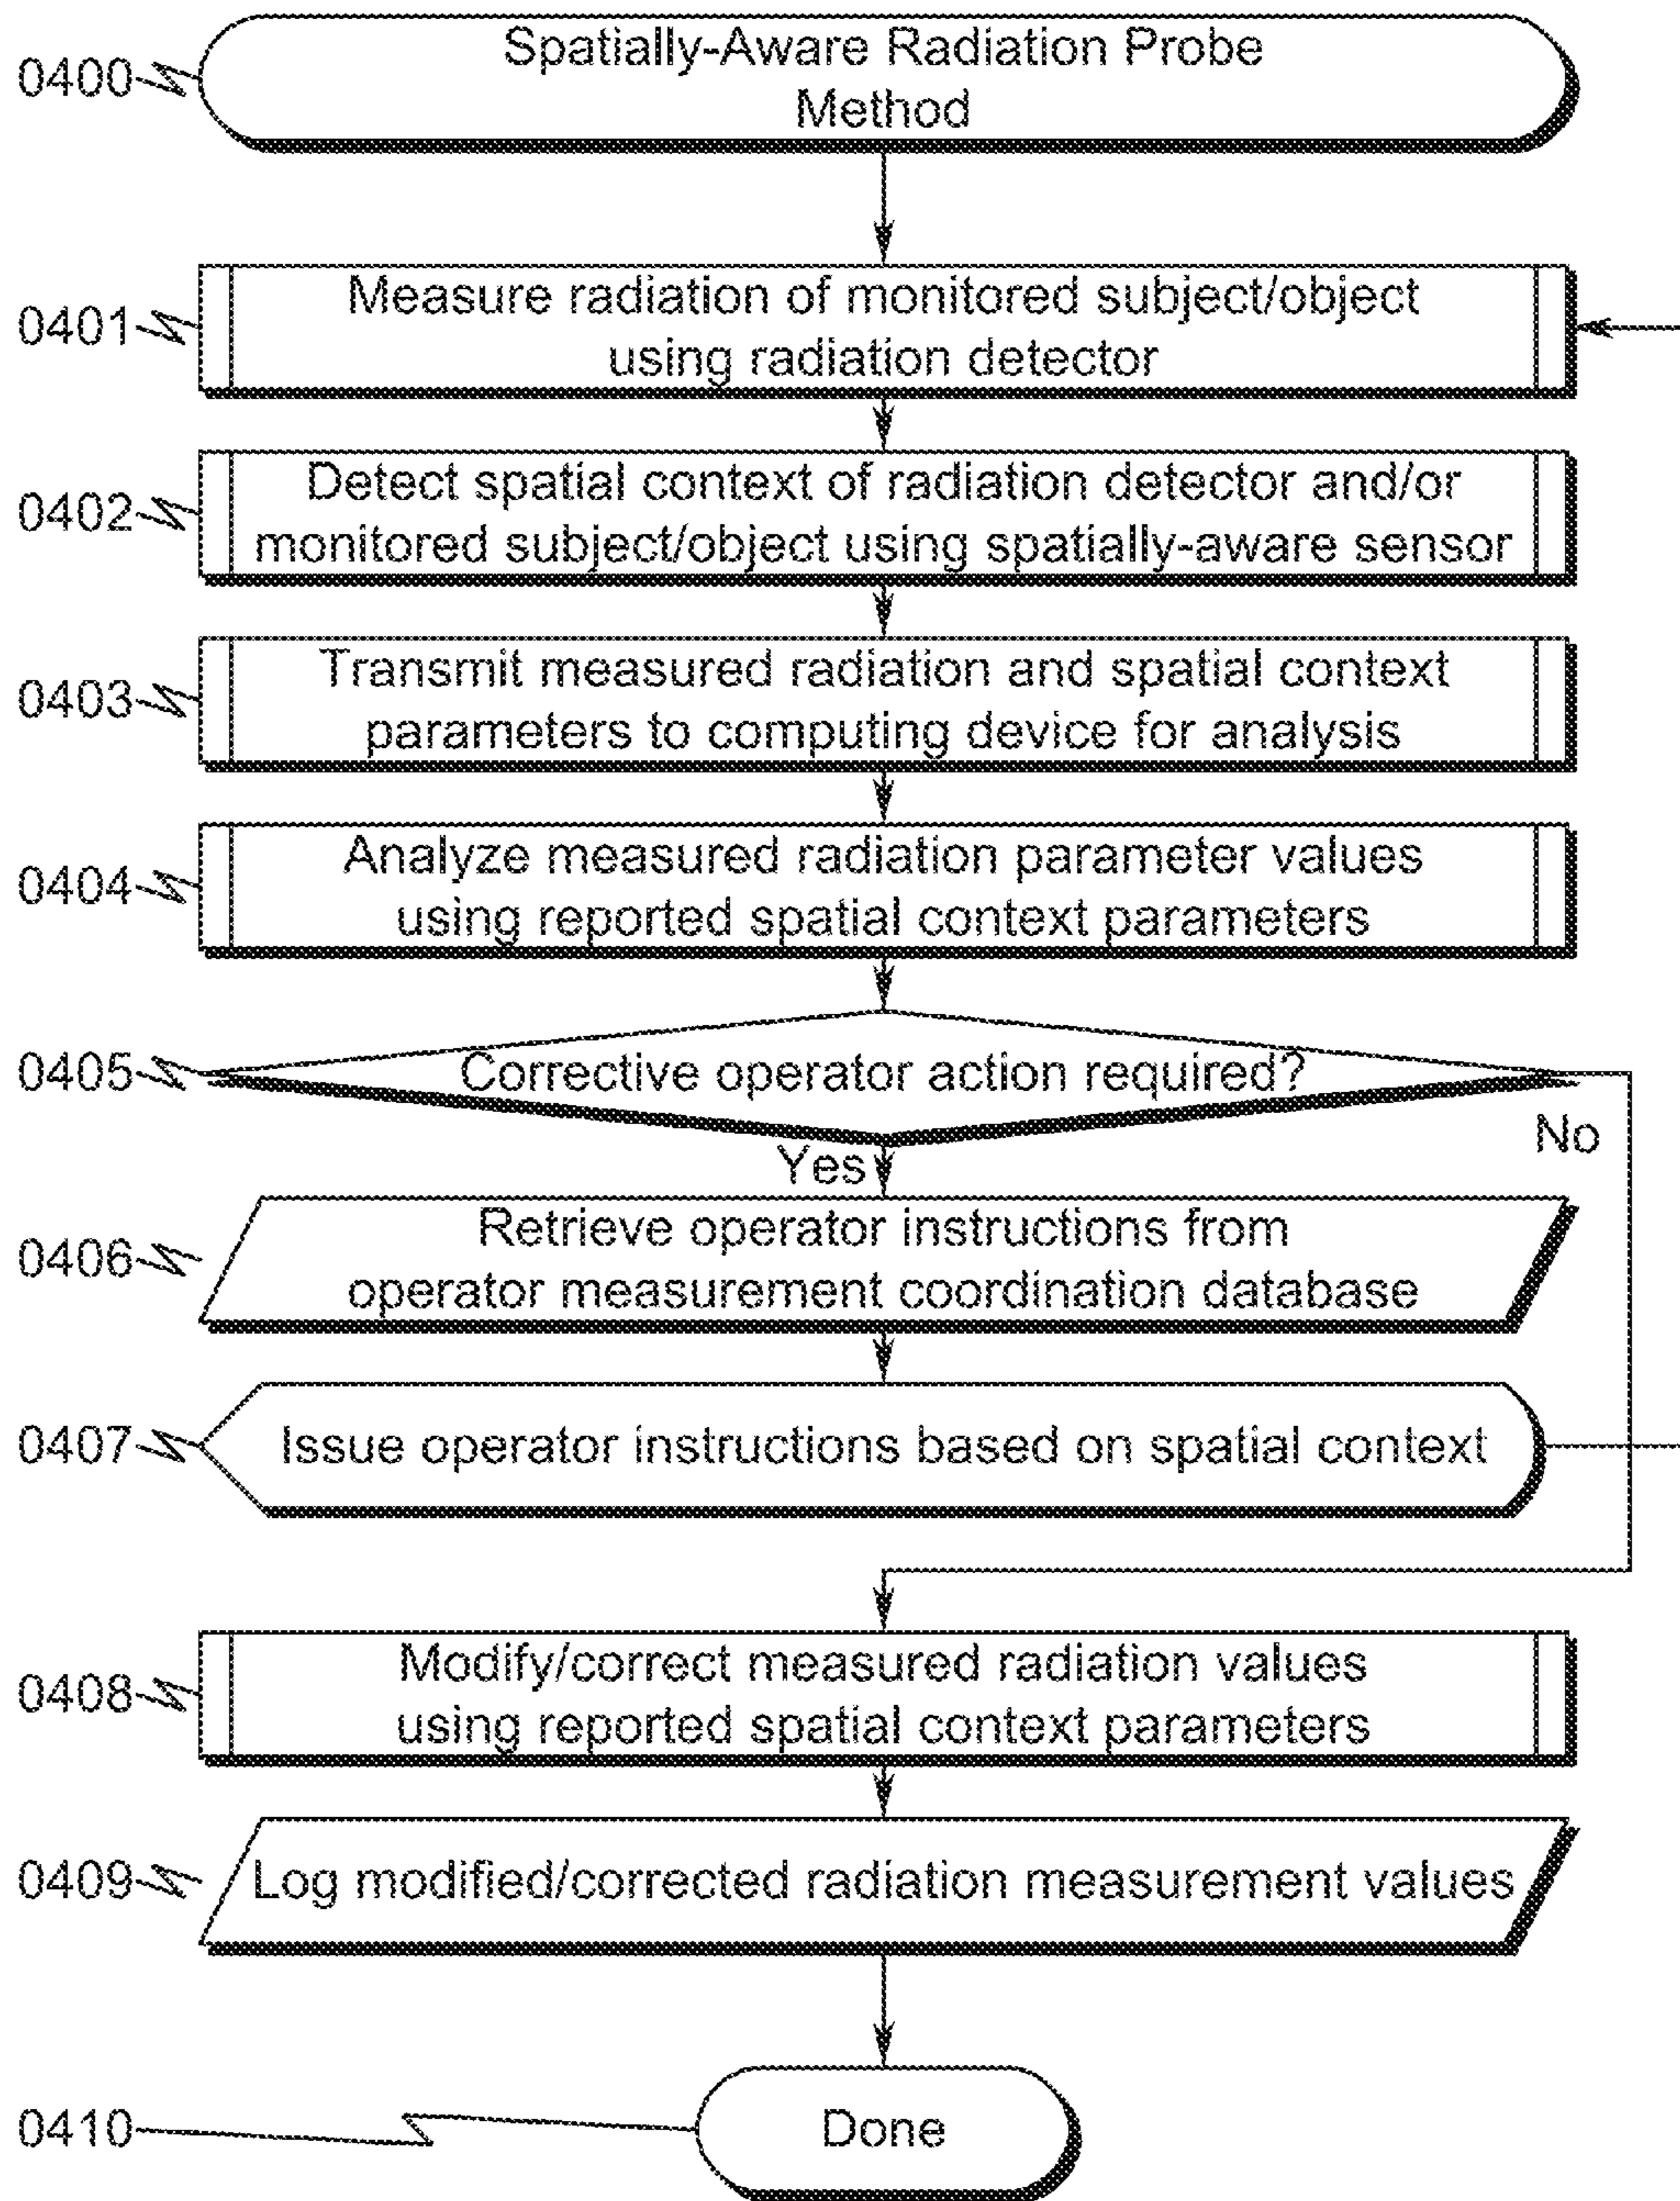 0400
Spatially-Aware Radiation Probe
Method
0401
Measure radiation of monitored subject/object
using radiation detector
0402
Detect spatial context of radiation detector and/or
monitored subject/object using spatially-aware sensor
0403
Transmit measured radiation and spatial context
parameters to computing device for analysis
0404
Analyze measured radiation parameter values
using reported spatial context parameters
0405
Corrective operator action required?
No
Yes
0406
Retrieve operator instructions from
operator measurement coordination database
0407
Issue operator instructions based on spatial context
0408
Modify/correct measured radiation values
using reported spatial context parameters
0409
Log modified/corrected radiation measurement values
0410
Done